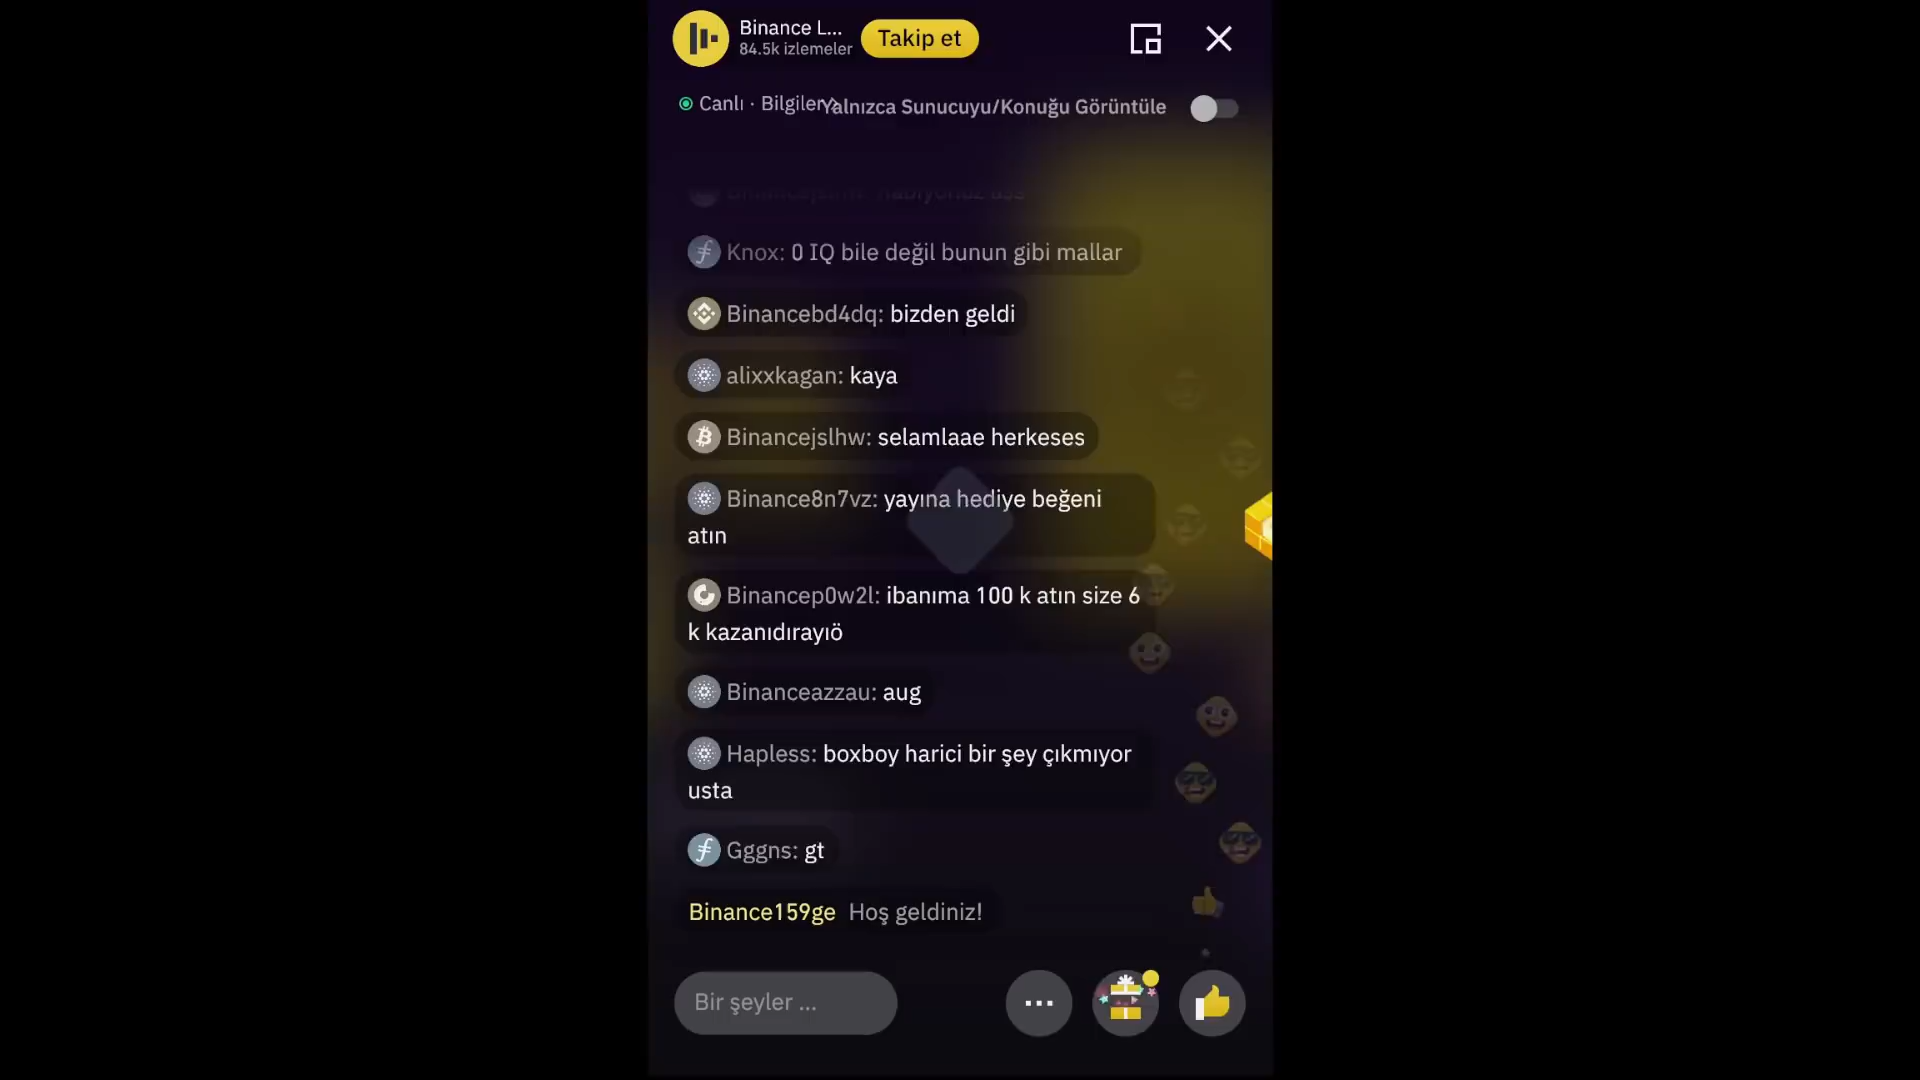 Binance L...
84.5k izlemeler
Takip et
Canlı · Bilgiler
Yalnızca Sunucuyu/Konuğu Görüntüle
Knox: 0 IQ bile değil bunun gibi mallar
Binancebd4dq: bizden geldi
alixxkagan: kaya
Binancejslhw: selamlaae herkeses
Binance8n7vz: yayına hediye beğeni
atın
Binancep0w2l: ibanıma 100 k atın size 6
k kazanıdırayıö
Binanceazzau: aug
Hapless: boxboy harici bir şey çıkmıyor
usta
Gggns: gt
Binance159ge Hoş geldiniz!
Bir şeyler ...